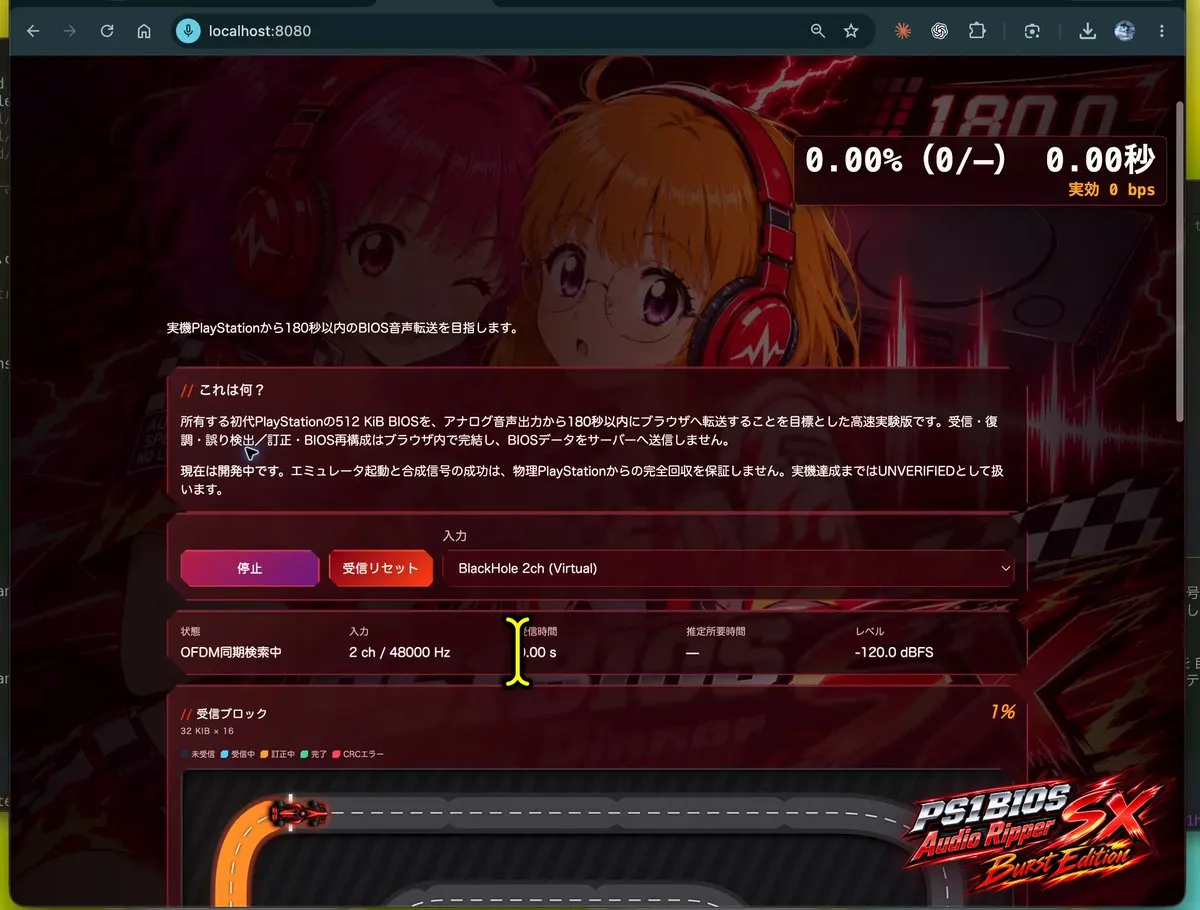 localhost:8080
180.0
0.00% (0/—) 0.00秒
実効 0 bps
実機PlayStationから180秒以内のBIOS音声転送を目指します。
// これは何？
所有する初代PlayStationの512 KiB BIOSを、アナログ音声出力から180秒以内にブラウザへ転送することを目標とした高速実験版です。受信・復
調・誤り検出／訂正・BIOS再構成はブラウザ内で完結し、BIOSデータをサーバーへ送信しません。
現在は開発中です。エミュレータ起動と合成信号の成功は、物理PlayStationからの完全回収を保証しません。実機達成まではUNVERIFIEDとして扱
います。
入力
停止 受信リセット BlackHole 2ch (Virtual)
状態 入力 信時間 推定所要時間 レベル
OFDM同期検索中 2 ch / 48000 Hz .00 s — -120.0 dBFS
// 受信ブロック 1%
32 KIB × 16
未受信 受信中 訂正中 完了 CRCエラー
PS1BIOS SX
Audio Ripper
Burst Edition